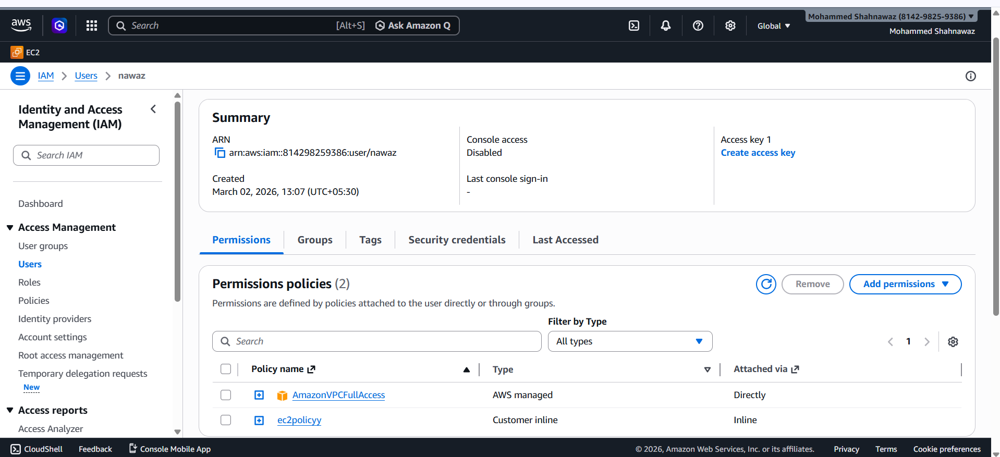 aws
Search [Alt+S] Ask Amazon Q
Global
Mohammed Shahnawaz (8142-9825-9386)
Mohammed Shahnawaz
EC2
IAM
Users
nawaz
Identity and Access Management (IAM)
Search IAM
Dashboard
Access Management
User groups
Users
Roles
Policies
Identity providers
Account settings
Root access management
Temporary delegation requests
New
Access reports
Access Analyzer
Summary
ARN
arn:aws:iam::814298259386:user/nawaz
Created
March 02, 2026, 13:07 (UTC+05:30)
Console access
Disabled
Last console sign-in
-
Access key 1
Create access key
Permissions Groups Tags Security credentials Last Accessed
Permissions policies (2)
Permissions are defined by policies attached to the user directly or through groups.
Remove
Add permissions
Filter by Type
Search
All types
1
Policy name Type Attached via
AmazonVPCFullAccess AWS managed Directly
ec2policyy Customer inline Inline
CloudShell Feedback Console Mobile App © 2026, Amazon Web Services, Inc. or its affiliates. Privacy Terms Cookie preferences